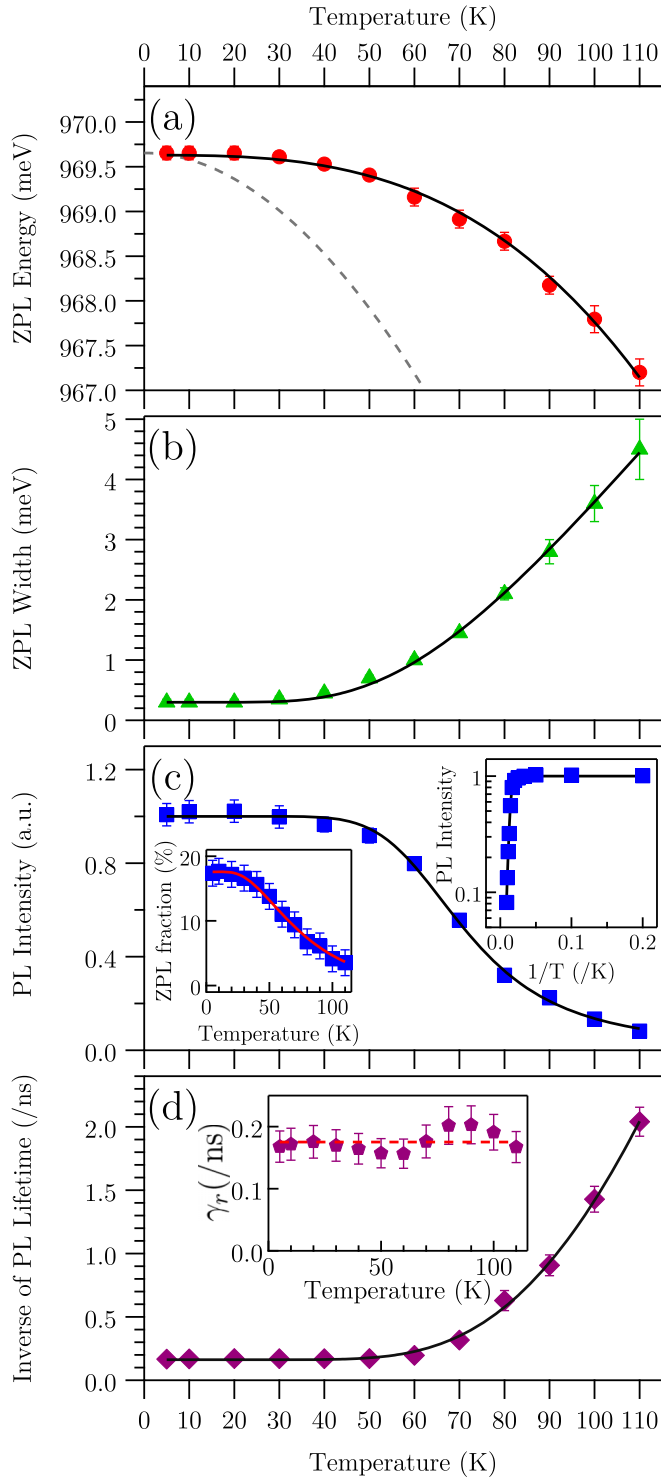 Temperature (K)
0 10 20 30 40 50 60 70 80 90 100 110
(a)
ZPL Energy (meV)
970.0
969.5
969.0
968.5
968.0
967.5
967.0
(b)
ZPL Width (meV)
5
4
3
2
1
0
(c)
PL Intensity (a.u.)
1.2
0.8
0.4
0.0
ZPL fraction (%)
20
10
0
0 50 100
Temperature (K)
PL Intensity
1
0.1
0.0 0.1 0.2
1/T (/K)
(d)
Inverse of PL Lifetime (/ns)
2.0
1.5
1.0
0.5
0.0
γr(/ns)
0.2
0.1
0.0
0 50 100
Temperature (K)
0 10 20 30 40 50 60 70 80 90 100 110
Temperature (K)